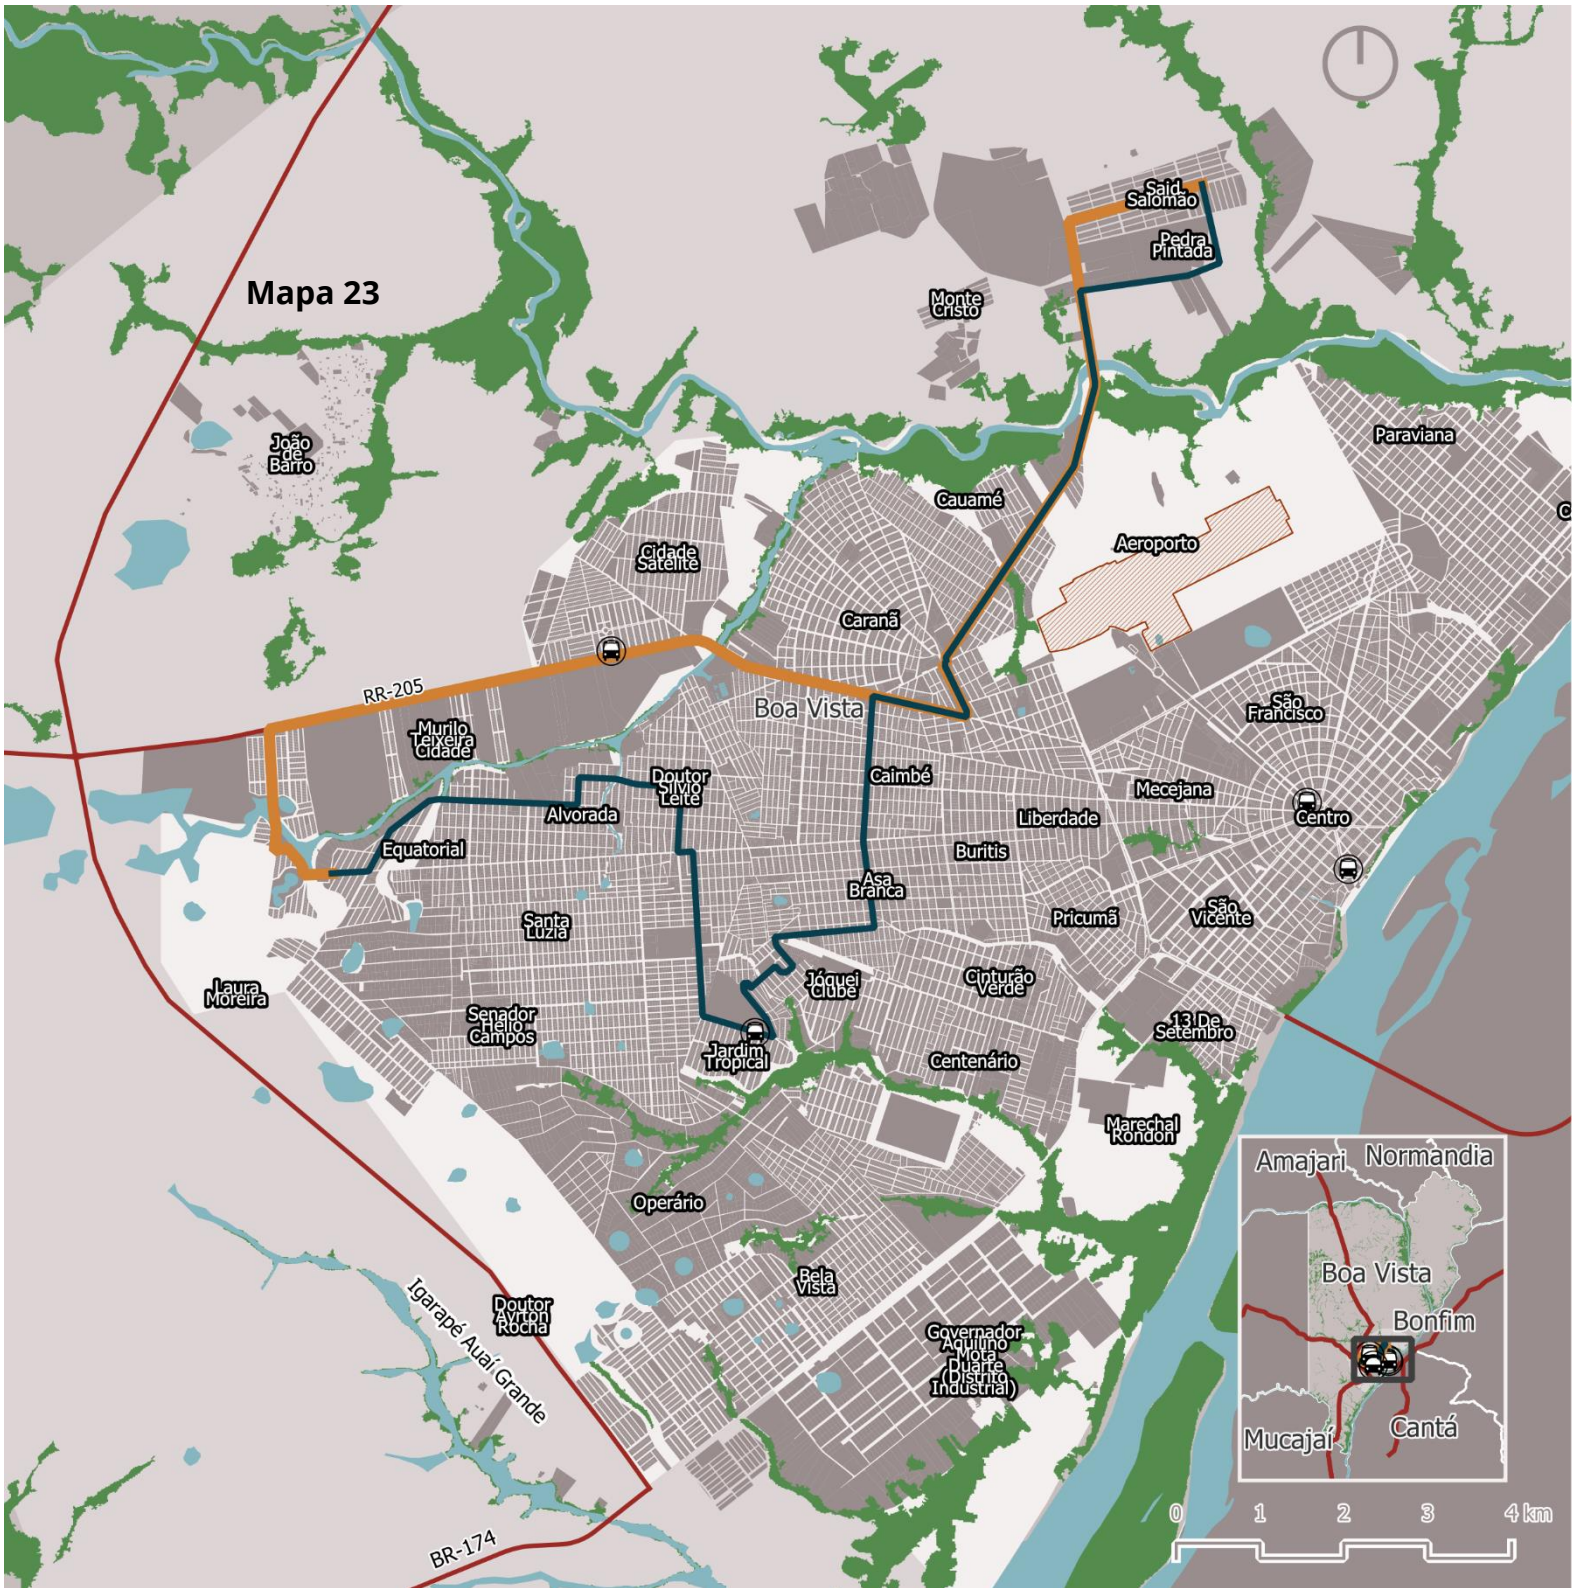 Said
Salomão
Pedra
Pintada
Mapa 23
Monte
Cristo
João
de
Barro
Paraviana
Cauamé
C
Aeroporto
Cidade
Satélite
Caranã
RR-205
Boa Vista
São
Francisco
Murilo
Teixeira
Cidade
Doutor
Sílvio
Leite
Caimbé
Mecejana
Alvorada
Liberdade
Centro
Equatorial
Buritis
Asa
Branca
Santa
Luzia
Pricumã
São
Vicente
Laura
Moreira
Jóquei
Clube
Cinturão
Verde
Senador
Hélio
Campos
13 De
Setembro
Jardim
Tropical
Centenário
Marechal
Rondon
Operário
Bela
Vista
Doutor
Ayrton
Rocha
Igarapé Auaí Grande
Governador
Aquilino
Mota
Duarte
(Distrito
Industrial)
BR-174
Amajari
Normandia
Boa Vista
Bonfim
Mucajaí
Cantá
0 1 2 3 4 km